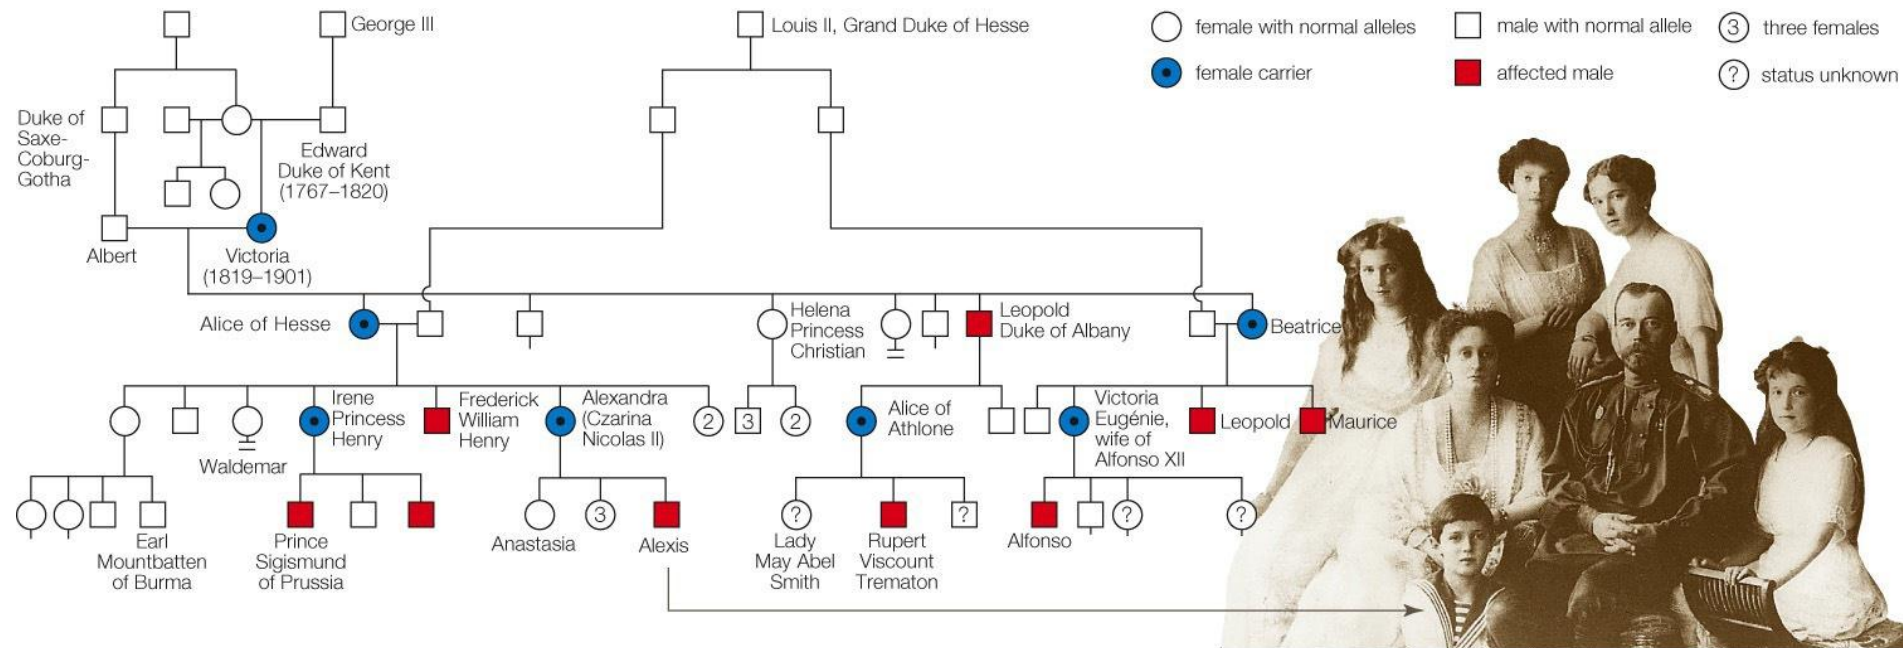 George III
Louis II, Grand Duke of Hesse
female with normal alleles
male with normal allele
3
three females
female carrier
affected male
?
status unknown
Duke of
Saxe-
Coburg-
Gotha
Edward
Duke of Kent
(1767–1820)
Albert
Victoria
(1819–1901)
Alice of Hesse
Helena
Princess
Christian
Leopold
Duke of Albany
Beatrice
Waldemar
Irene
Princess
Henry
Frederick
William
Henry
Alexandra
(Czarina
Nicolas II)
2
3
2
Alice of
Athlone
Victoria
Eugénie,
wife of
Alfonso XII
Leopold
Maurice
Earl
Mountbatten
of Burma
Prince
Sigismund
of Prussia
Anastasia
3
Alexis
?
Lady
May Abel
Smith
Rupert
Viscount
Trematon
?
Alfonso
?
?